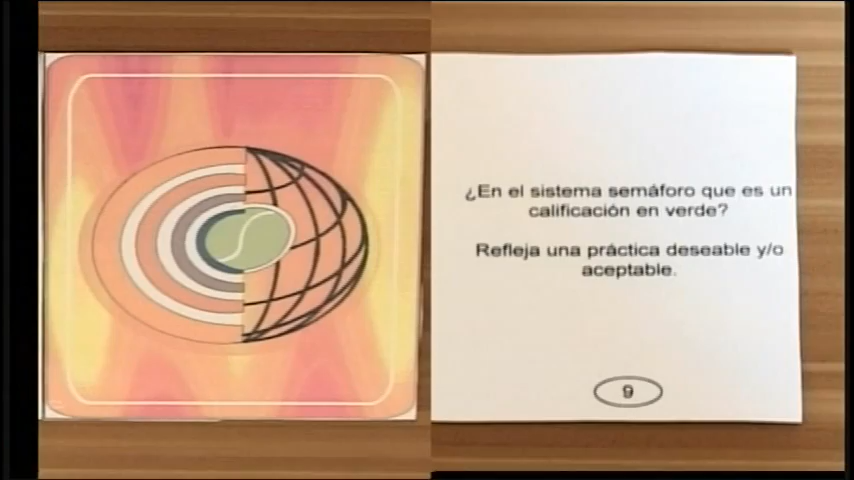 ¿En el sistema semáforo que es un
calificación en verde?
Refleja una práctica deseable y/o
aceptable.
9